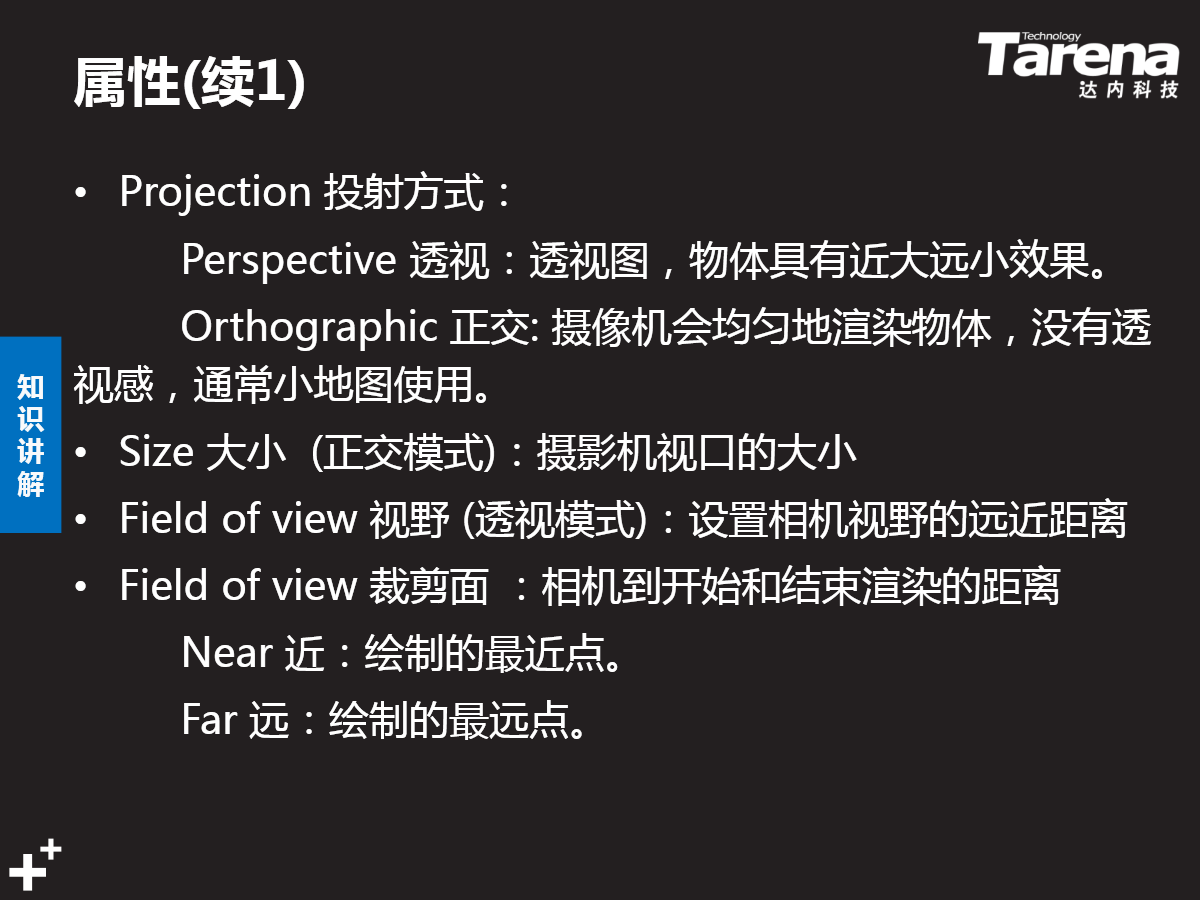 属性(续1)
Technology
Tarena
达内科技
• Projection 投射方式：
Perspective 透视：透视图，物体具有近大远小效果。
Orthographic 正交: 摄像机会均匀地渲染物体，没有透
视感，通常小地图使用。
• Size 大小  (正交模式)：摄影机视口的大小
• Field of view 视野 (透视模式)：设置相机视野的远近距离
• Field of view 裁剪面 ：相机到开始和结束渲染的距离
Near 近：绘制的最近点。
Far 远：绘制的最远点。
知
识
讲
解